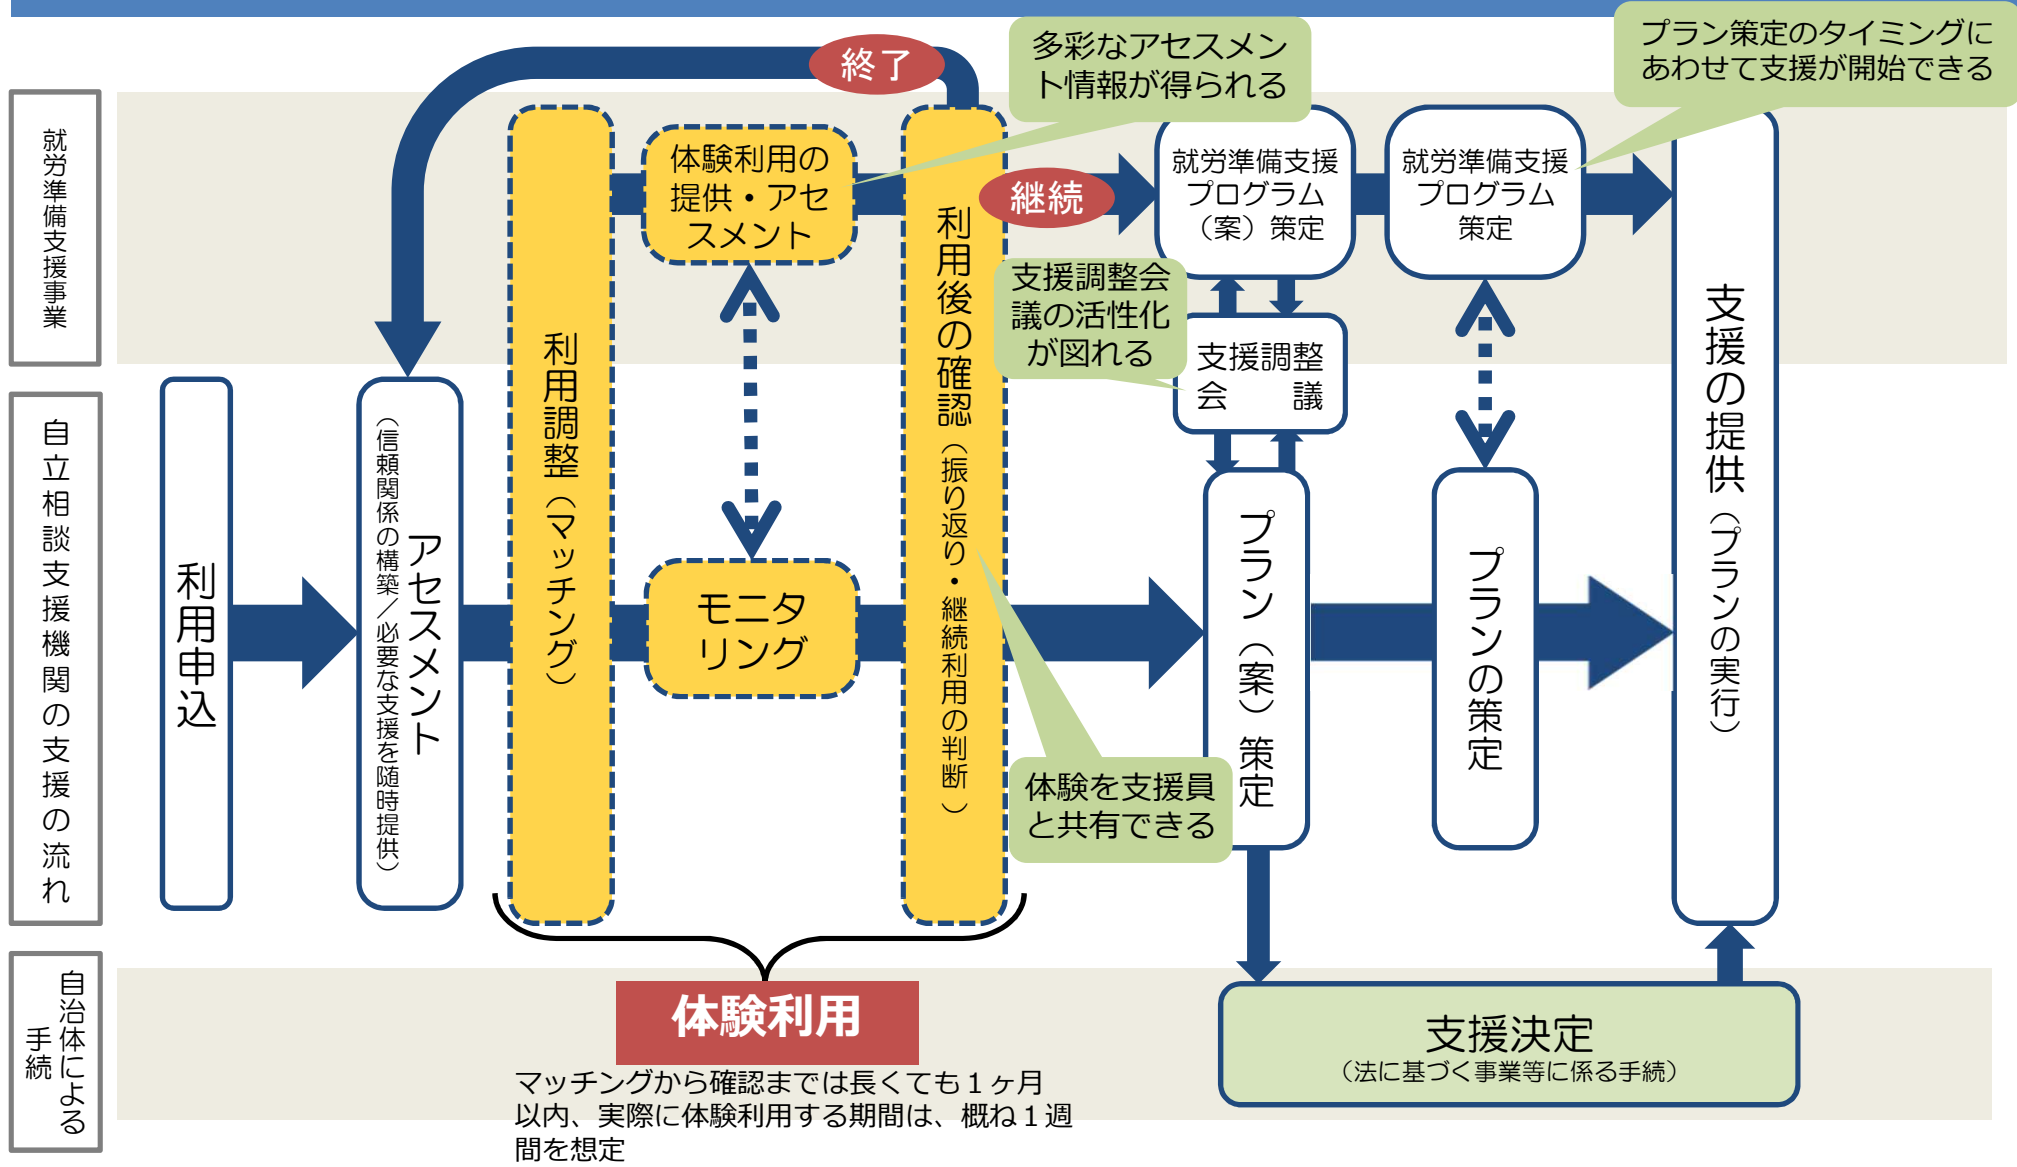 終了
多彩なアセスメン
ト情報が得られる
プラン策定のタイミングに
あわせて支援が開始できる
就労準備支援事業
体験利用の
提供・アセ
スメント
継続
就労準備支援
プログラム
（案）策定
就労準備支援
プログラム
策定
支援調整会
議の活性化
が図れる
支援調整
会　　議
自立相談支援機関の支援の流れ
利用申込
アセスメント
（信頼関係の構築／必要な支援を随時提供）
利用調整（マッチング）
モニタ
リング
利用後の確認（振り返り・継続利用の判断）
体験を支援員
と共有できる
プラン（案）策定
プランの策定
支援の提供（プランの実行）
自治体による
手続
体験利用
マッチングから確認までは長くても１ヶ月
以内、実際に体験利用する期間は、概ね１週
間を想定
支援決定
（法に基づく事業等に係る手続）